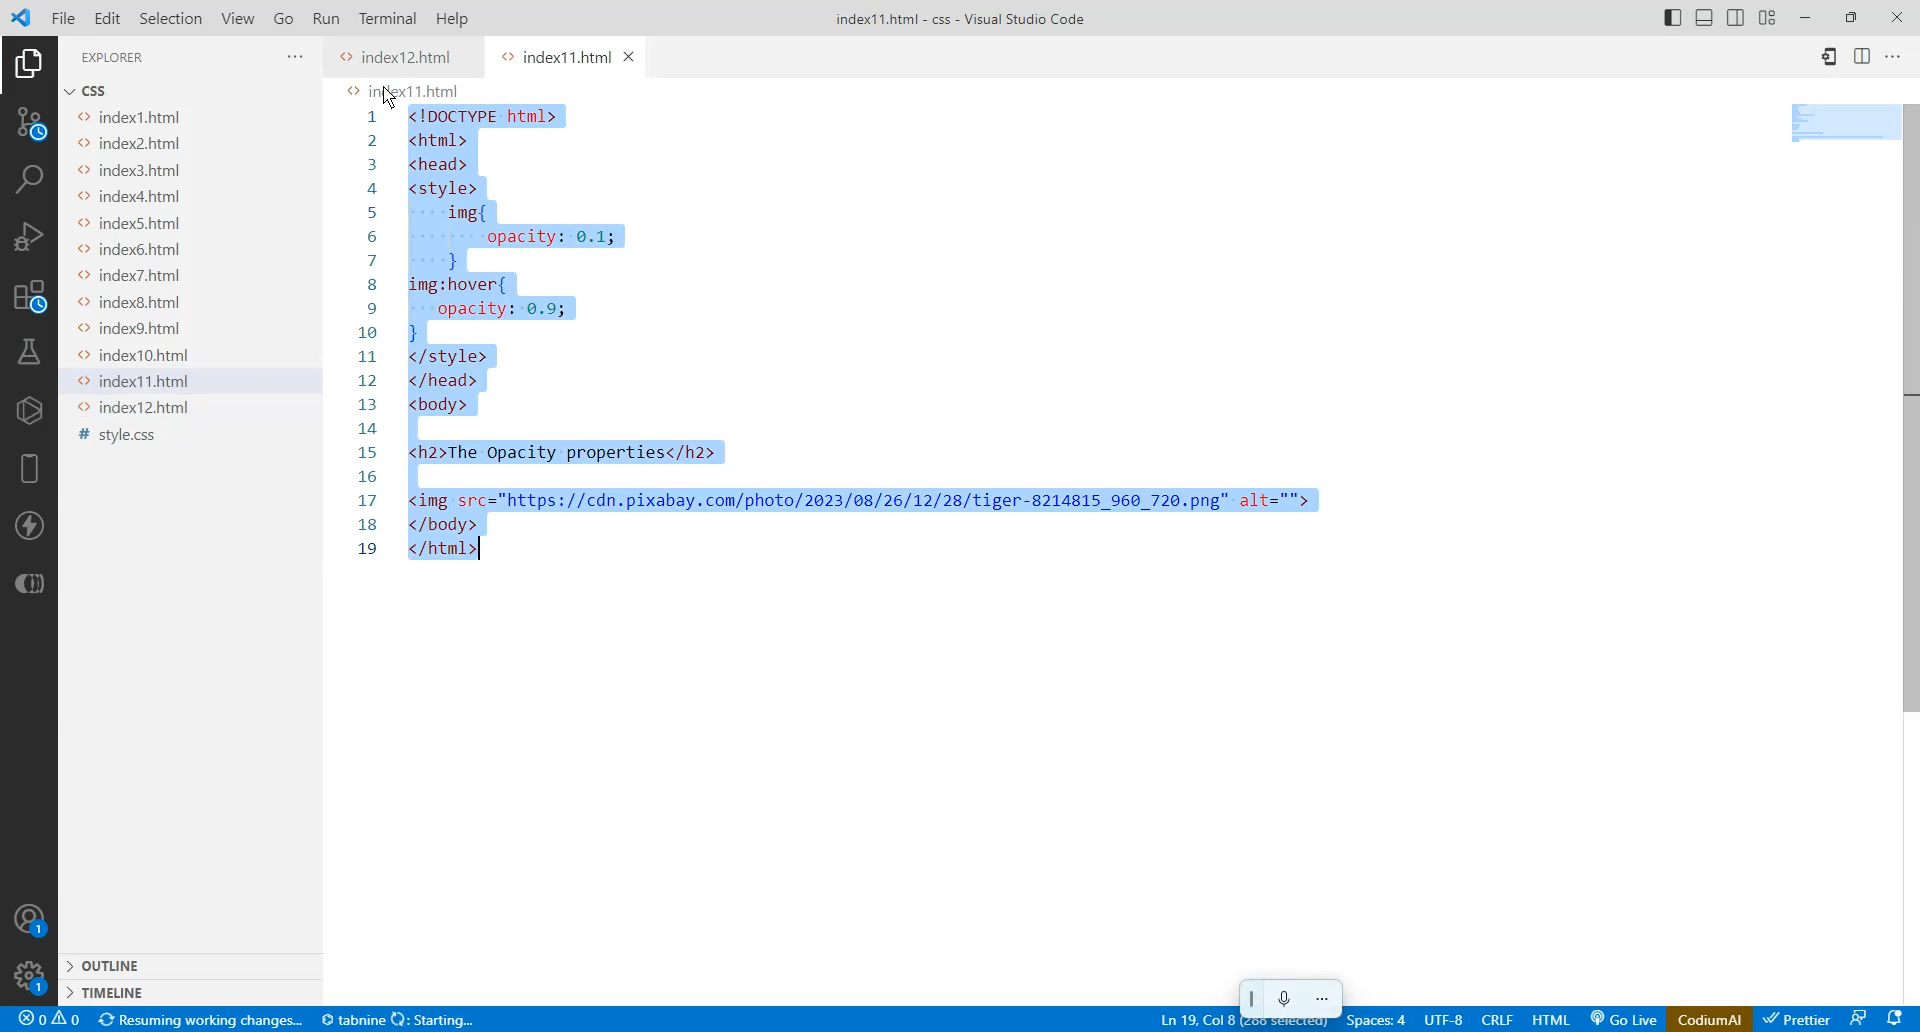 File Edit Selection View Go Run Terminal Help
index11.html - css - Visual Studio Code
EXPLORER
index12.html
index11.html
CSS
index11.html
index1.html
index2.html
index3.html
index4.html
index5.html
index6.html
index7.html
index8.html
index9.html
index10.html
index11.html
index12.html
# style.css
1 <!DOCTYPE html>
2 <html>
3 <head>
4 <style>
5 img{
6 opacity: 0.1;
7 }
8 img:hover{
9 opacity: 0.9;
10 }
11 </style>
12 </head>
13 <body>
14
15 <h2>The Opacity properties</h2>
16
17 <img src="https://cdn.pixabay.com/photo/2023/08/26/12/28/tiger-8214815_960_720.png" alt="">
18 </body>
19 </html>
1
1
OUTLINE
TIMELINE
0 0 Resuming working changes... tabnine : Starting...
Ln 19, Col 8 (288 selected) Spaces: 4 UTF-8 CRLF HTML Go Live CodiumAI Prettier